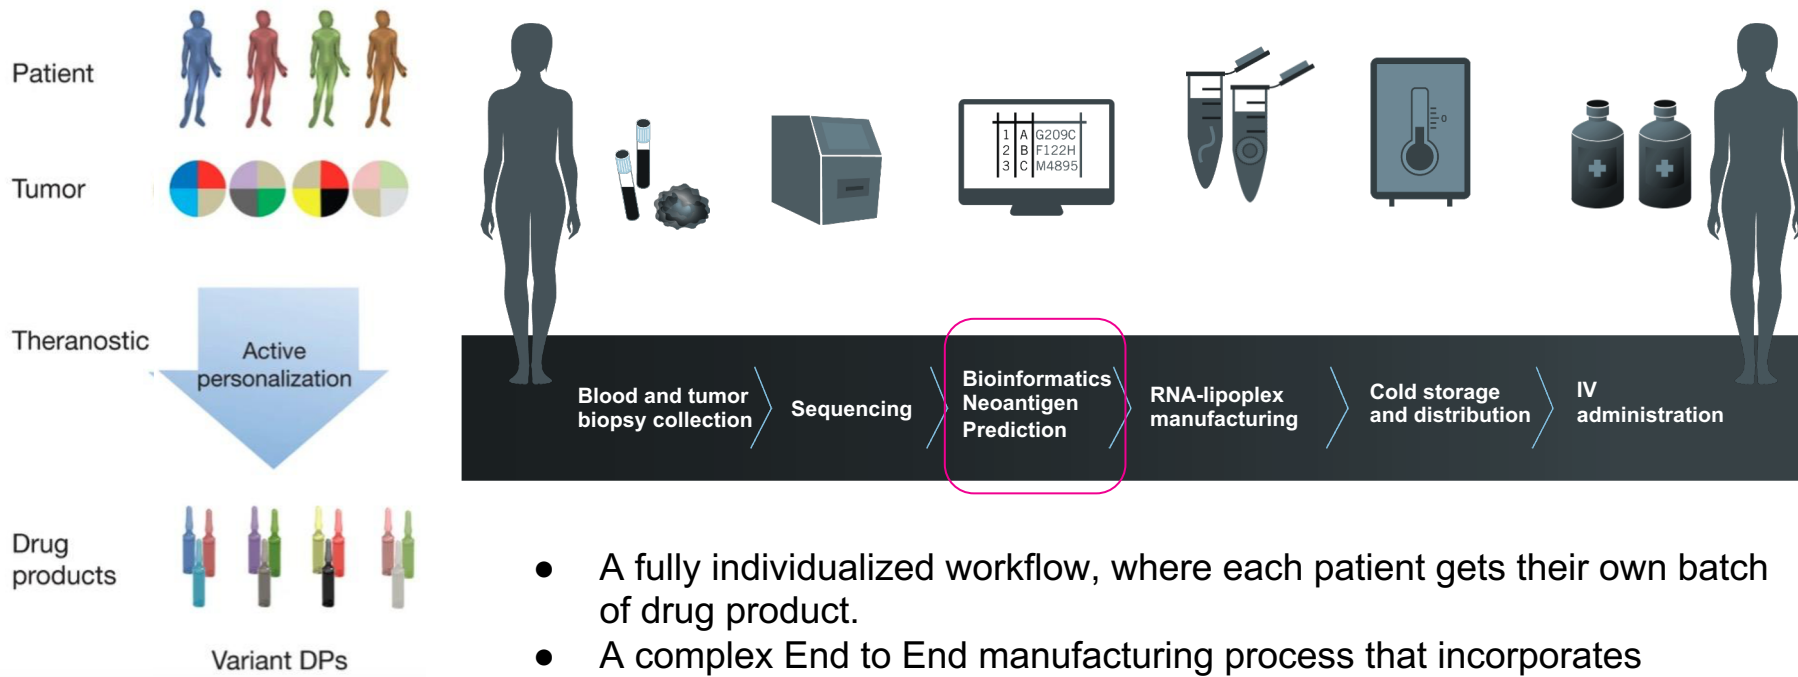 Patient
Tumor
Theranostic
Active
personalization
Drug
products
Variant DPs
1 A G209C
2 B F122H
3 C M4895
0
Blood and tumor
biopsy collection
Sequencing
Bioinformatics
Neoantigen
Prediction
RNA-lipoplex
manufacturing
Cold storage
and distribution
IV
administration
● A fully individualized workflow, where each patient gets their own batch
of drug product.
● A complex End to End manufacturing process that incorporates